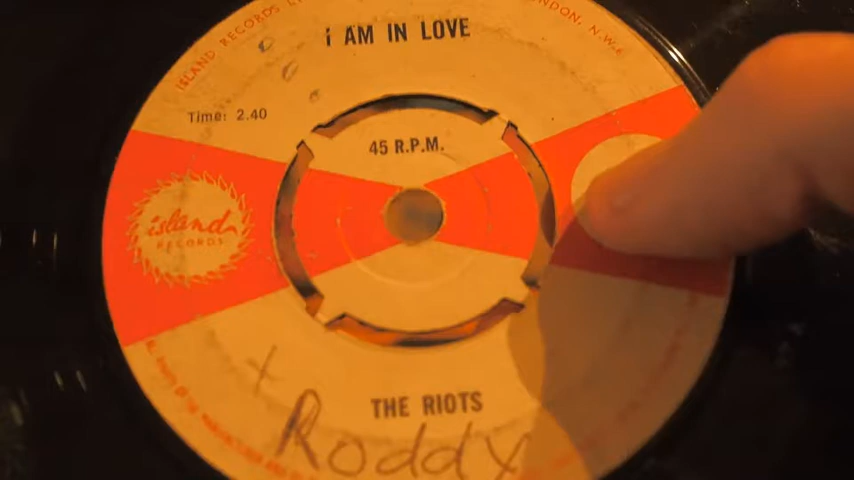 ISLAND RECORDS
LONDON, N.W.6
i AM IN LOVE
Time: 2.40
45 R.P.M.
island
RECORDS
THE RIOTS
+
Roddy